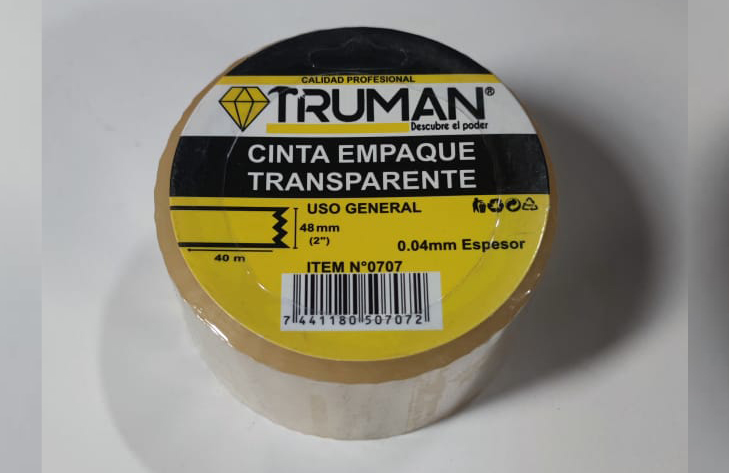 CALIDAD PROFESIONAL
TRUMAN®
Descubre el poder
CINTA EMPAQUE
TRANSPARENTE
USO GENERAL
48 mm
(2")
40 m
0.04mm Espesor
ITEM N°0707
7 441180 507072